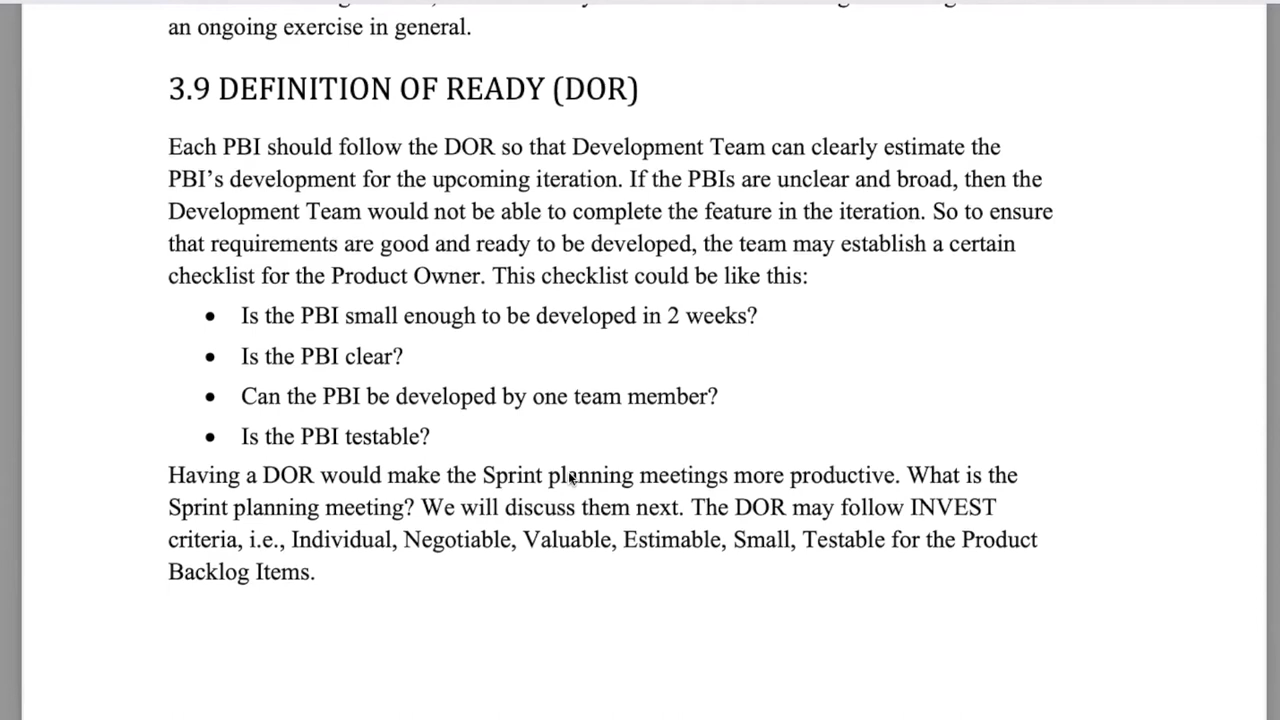 an ongoing exercise in general.
3.9 DEFINITION OF READY (DOR)
Each PBI should follow the DOR so that Development Team can clearly estimate the
PBI’s development for the upcoming iteration. If the PBIs are unclear and broad, then the
Development Team would not be able to complete the feature in the iteration. So to ensure
that requirements are good and ready to be developed, the team may establish a certain
checklist for the Product Owner. This checklist could be like this:
• Is the PBI small enough to be developed in 2 weeks?
• Is the PBI clear?
• Can the PBI be developed by one team member?
• Is the PBI testable?
Having a DOR would make the Sprint planning meetings more productive. What is the
Sprint planning meeting? We will discuss them next. The DOR may follow INVEST
criteria, i.e., Individual, Negotiable, Valuable, Estimable, Small, Testable for the Product
Backlog Items.